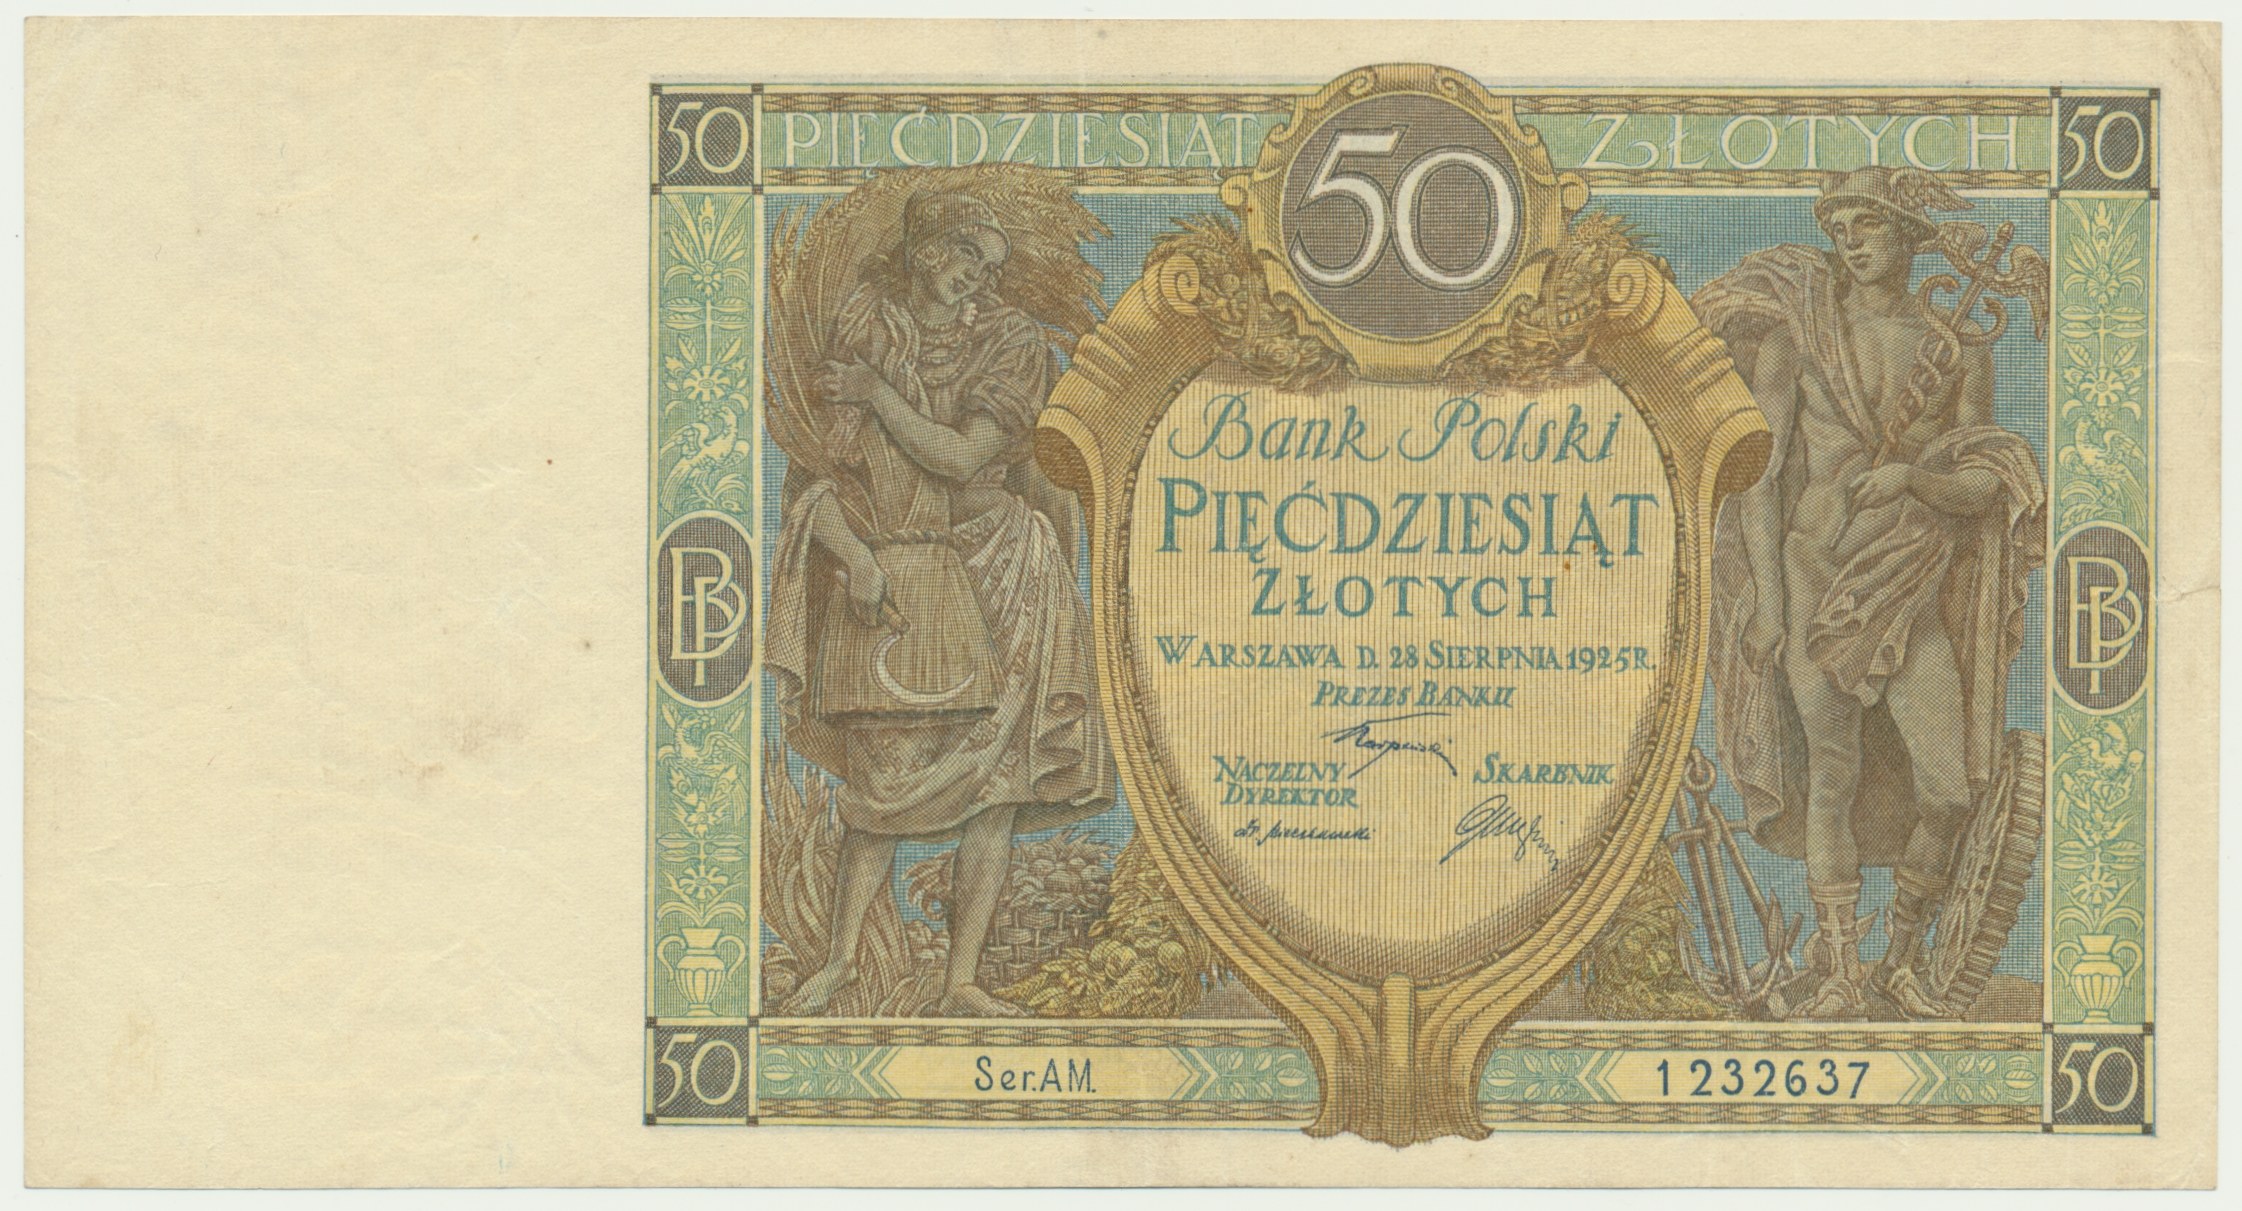 50 PIĘĆDZIESIĄT 50 ZŁOTYCH 50
Bank Polski
PIĘĆDZIESIĄT
ZŁOTYCH
WARSZAWA D. 28 SIERPNIA 1925 R.
PREZES BANKU
Karpiński
NACZELNY SKARBNIK
DYREKTOR
BP BP
50 Ser.AM. 1232637 50